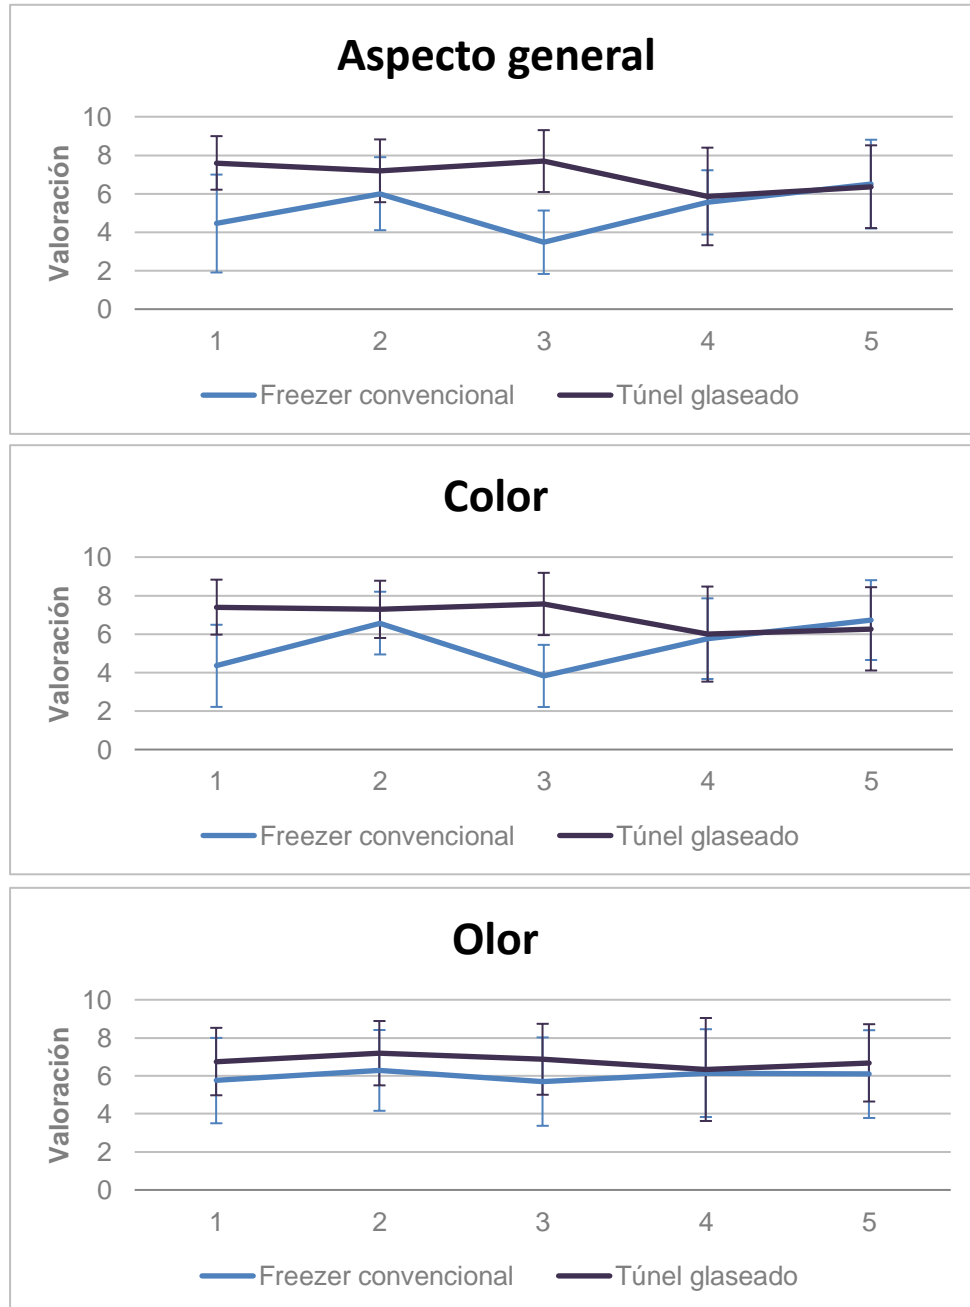 Aspecto general
Valoración
10
8
6
4
2
0
1 2 3 4 5
Freezer convencional Túnel glaseado
Color
Valoración
10
8
6
4
2
0
1 2 3 4 5
Freezer convencional Túnel glaseado
Olor
Valoración
10
8
6
4
2
0
1 2 3 4 5
Freezer convencional Túnel glaseado